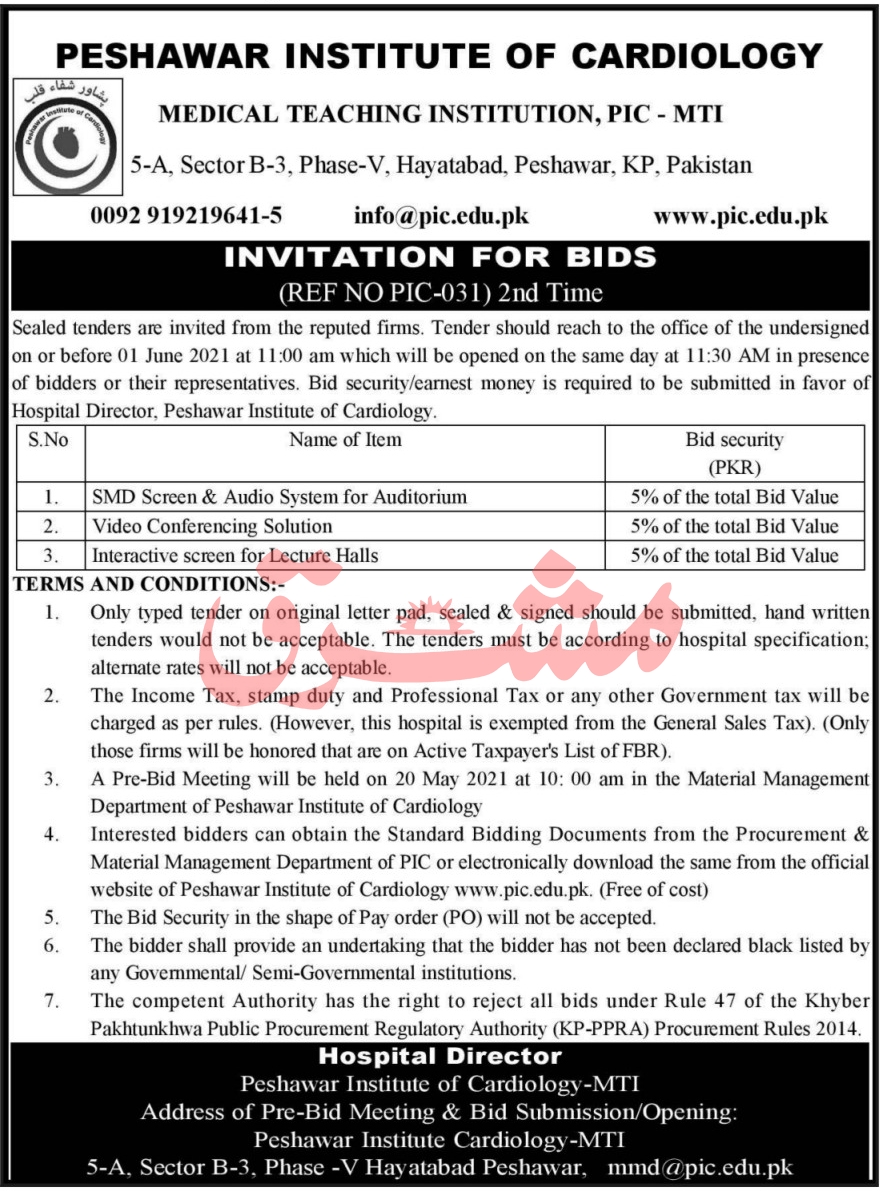 PESHAWAR INSTITUTE OF CARDIOLOGY
پشاور شفاء قلب
Peshawar Institute of Cardiology
MEDICAL TEACHING INSTITUTION, PIC - MTI
5-A, Sector B-3, Phase-V, Hayatabad, Peshawar, KP, Pakistan
0092 919219641-5 info@pic.edu.pk www.pic.edu.pk
INVITATION FOR BIDS
(REF NO PIC-031) 2nd Time
Sealed tenders are invited from the reputed firms. Tender should reach to the office of the undersigned
on or before 01 June 2021 at 11:00 am which will be opened on the same day at 11:30 AM in presence
of bidders or their representatives. Bid security/earnest money is required to be submitted in favor of
Hospital Director, Peshawar Institute of Cardiology.
S.No Name of Item Bid security
(PKR)
1. SMD Screen & Audio System for Auditorium 5% of the total Bid Value
2. Video Conferencing Solution 5% of the total Bid Value
3. Interactive screen for Lecture Halls 5% of the total Bid Value
مشرق
TERMS AND CONDITIONS:-
1. Only typed tender on original letter pad, sealed & signed should be submitted, hand written
tenders would not be acceptable. The tenders must be according to hospital specification;
alternate rates will not be acceptable.
2. The Income Tax, stamp duty and Professional Tax or any other Government tax will be
charged as per rules. (However, this hospital is exempted from the General Sales Tax). (Only
those firms will be honored that are on Active Taxpayer's List of FBR).
3. A Pre-Bid Meeting will be held on 20 May 2021 at 10: 00 am in the Material Management
Department of Peshawar Institute of Cardiology
4. Interested bidders can obtain the Standard Bidding Documents from the Procurement &
Material Management Department of PIC or electronically download the same from the official
website of Peshawar Institute of Cardiology www.pic.edu.pk. (Free of cost)
5. The Bid Security in the shape of Pay order (PO) will not be accepted.
6. The bidder shall provide an undertaking that the bidder has not been declared black listed by
any Governmental/ Semi-Governmental institutions.
7. The competent Authority has the right to reject all bids under Rule 47 of the Khyber
Pakhtunkhwa Public Procurement Regulatory Authority (KP-PPRA) Procurement Rules 2014.
Hospital Director
Peshawar Institute of Cardiology-MTI
Address of Pre-Bid Meeting & Bid Submission/Opening:
Peshawar Institute Cardiology-MTI
5-A, Sector B-3, Phase -V Hayatabad Peshawar, mmd@pic.edu.pk